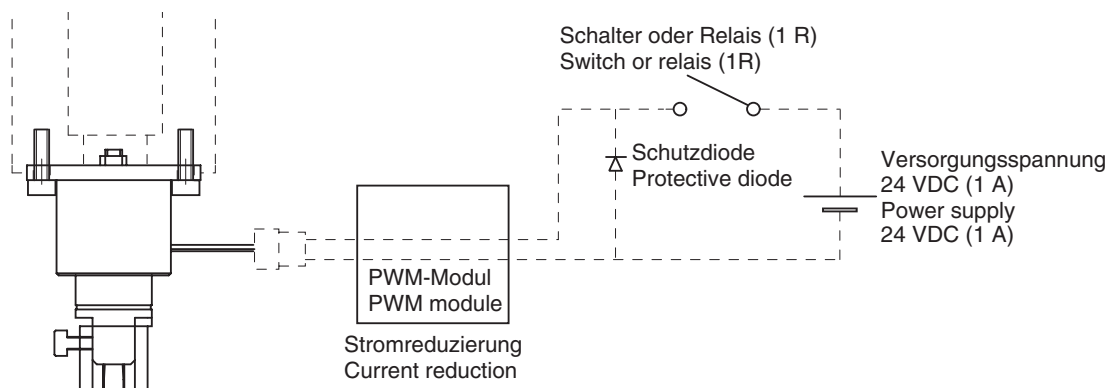 Schalter oder Relais (1 R)
Switch or relais (1R)
Schutzdiode
Protective diode
Versorgungsspannung
24 VDC (1 A)
Power supply
24 VDC (1 A)
PWM-Modul
PWM module
Stromreduzierung
Current reduction